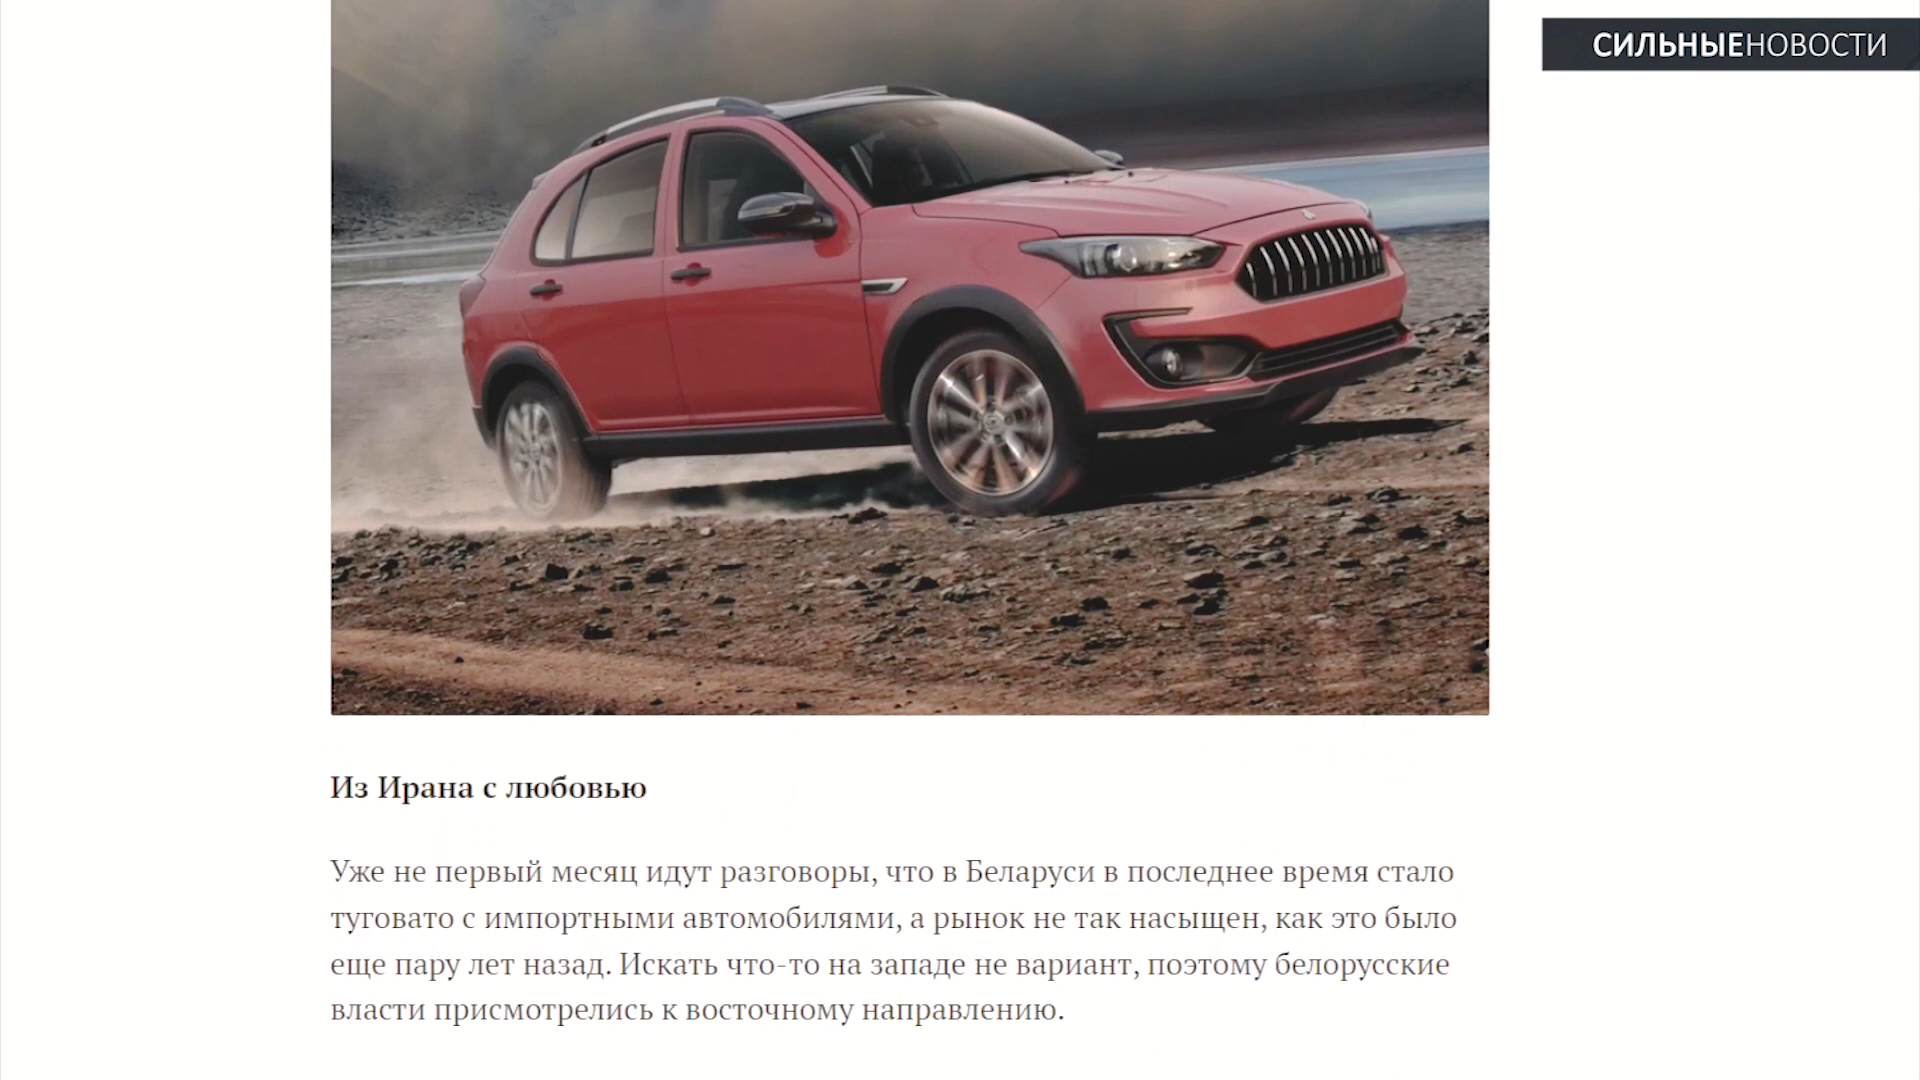 СИЛЬНЫЕНОВОСТИ
Из Ирана с любовью
Уже не первый месяц идут разговоры, что в Беларуси в последнее время стало
туговато с импортными автомобилями, а рынок не так насыщен, как это было
еще пару лет назад. Искать что-то на западе не вариант, поэтому белорусские
власти присмотрелись к восточному направлению.